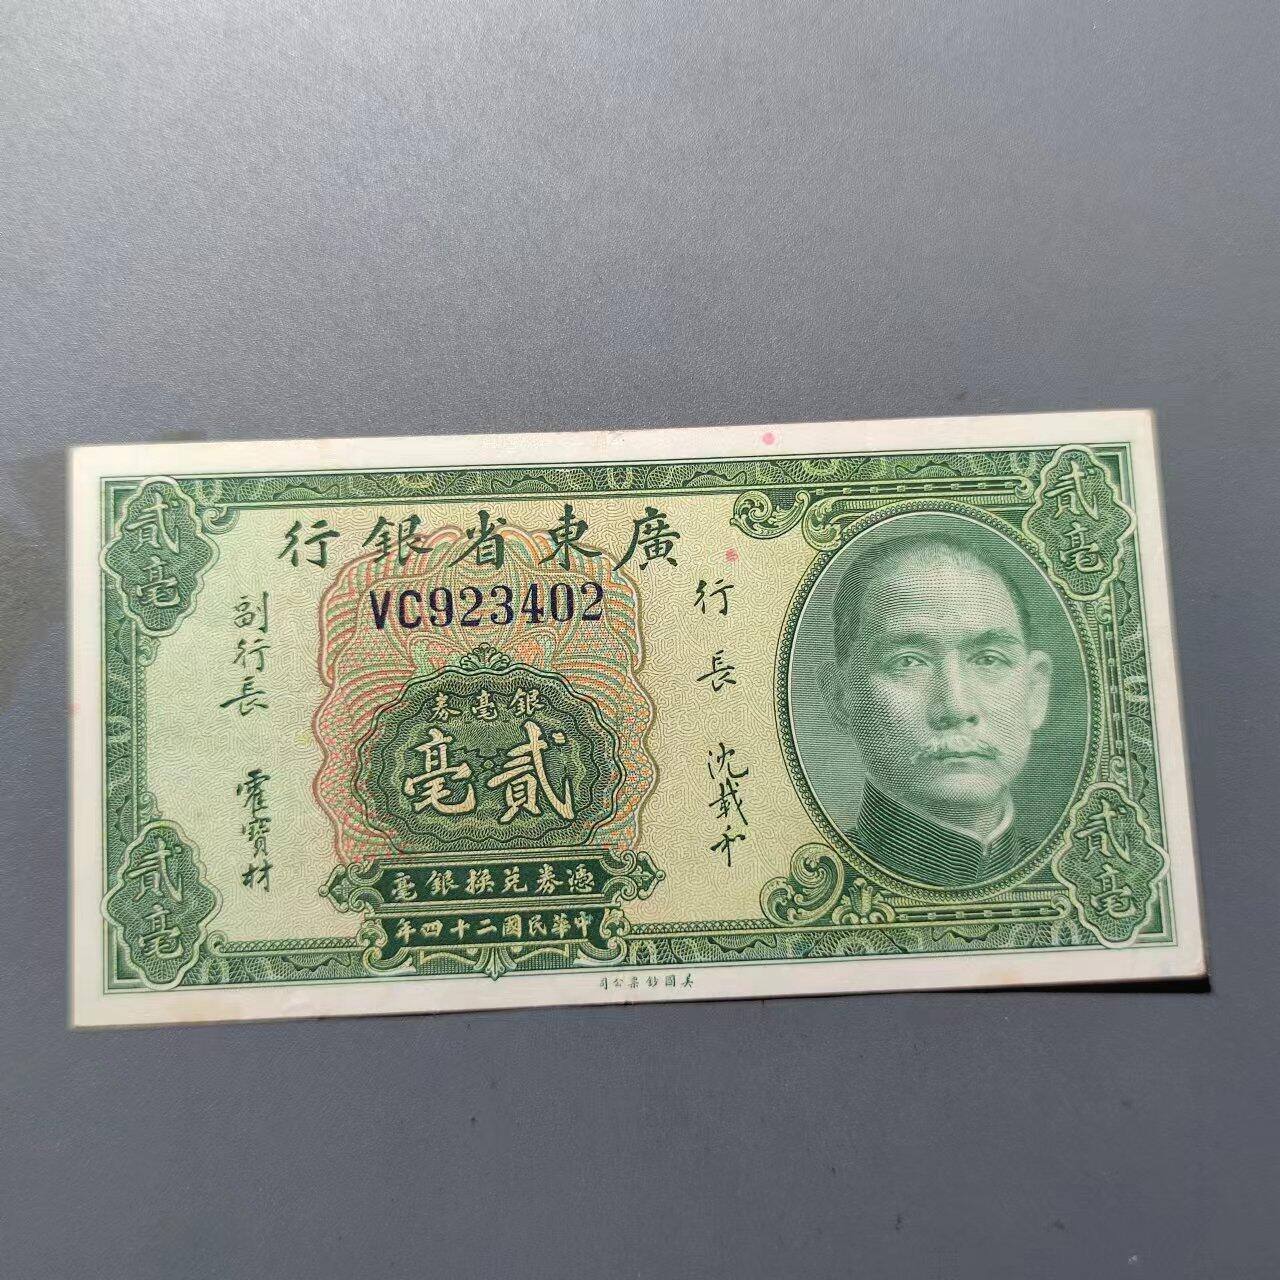 廣東省銀行
VC923402
貳毫
貳毫
行長 沈載和
副行長 霍寶材
銀毫券
貳毫
憑券兌換銀毫
中華民國二十四年
貳毫
貳毫
美國鈔票公司